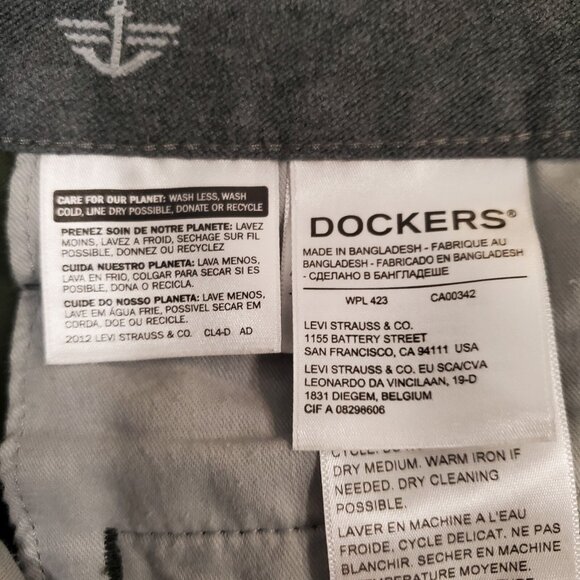 CARE FOR OUR PLANET: WASH LESS, WASH
COLD, LINE DRY POSSIBLE, DONATE OR RECYCLE
PRENEZ SOIN DE NOTRE PLANETE: LAVEZ
MOINS, LAVEZ A FROID, SECHAGE SUR FIL
POSSIBLE, DONNEZ OU RECYCLEZ
CUIDA NUESTRO PLANETA: LAVA MENOS,
LAVA EN FRIO, COLGAR PARA SECAR SI ES
POSIBLE, DONA O RECICLA.
CUIDE DO NOSSO PLANETA: LAVE MENOS,
LAVE EM ÁGUA FRIE, POSSIVEL SECAR EM
CORDA, DOE OU RECICLE.
2012 LEVI STRAUSS & CO. CL4-D AD
DOCKERS®
MADE IN BANGLADESH - FABRIQUE AU
BANGLADESH - FABRICADO EN BANGLADESH
- СДЕЛАНО В БАНГЛАДЕШЕ
WPL 423 CA00342
LEVI STRAUSS & CO.
1155 BATTERY STREET
SAN FRANCISCO, CA 94111 USA
LEVI STRAUSS & CO. EU SCA/CVA
LEONARDO DA VINCILAAN, 19-D
1831 DIEGEM, BELGIUM
CIF A 08298606
DRY MEDIUM. WARM IRON IF
NEEDED. DRY CLEANING
POSSIBLE.
LAVER EN MACHINE A L'EAU
FROIDE. CYCLE DELICAT. NE PAS
BLANCHIR. SECHER EN MACHINE
TEMPERATURE MOYENNE.